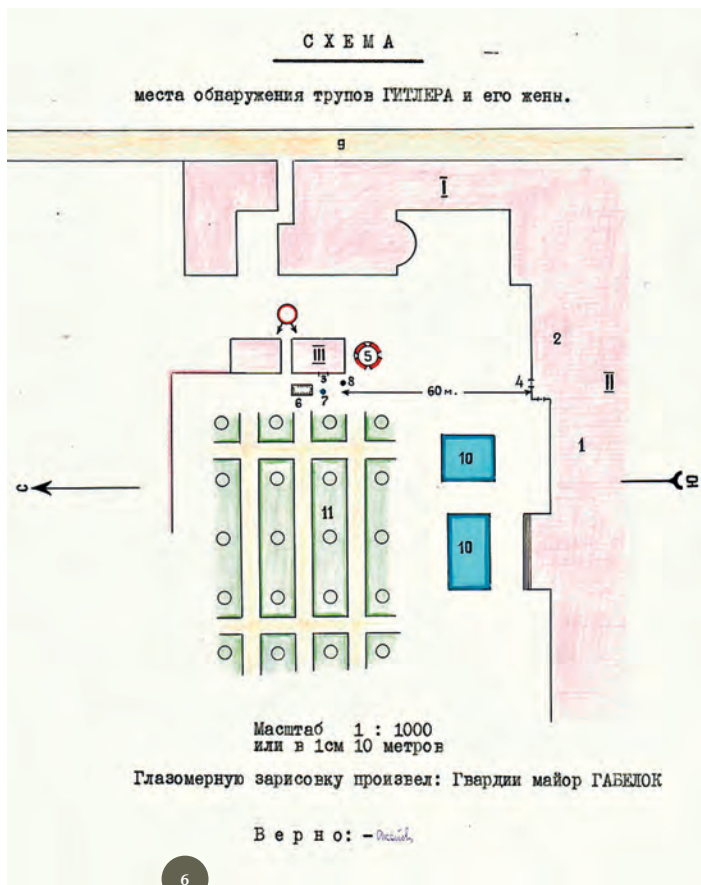 СХЕМА
места обнаружения трупов ГИТЛЕРА и его жены.
9
I
2
III
5
II
3
8
4
60 м.
6
7
1
10
С
Ю
11
10
Масштаб 1 : 1000
или в 1см 10 метров
Глазомерную зарисовку произвел: Гвардии майор ГАБЕЛОК
Верно: -
6